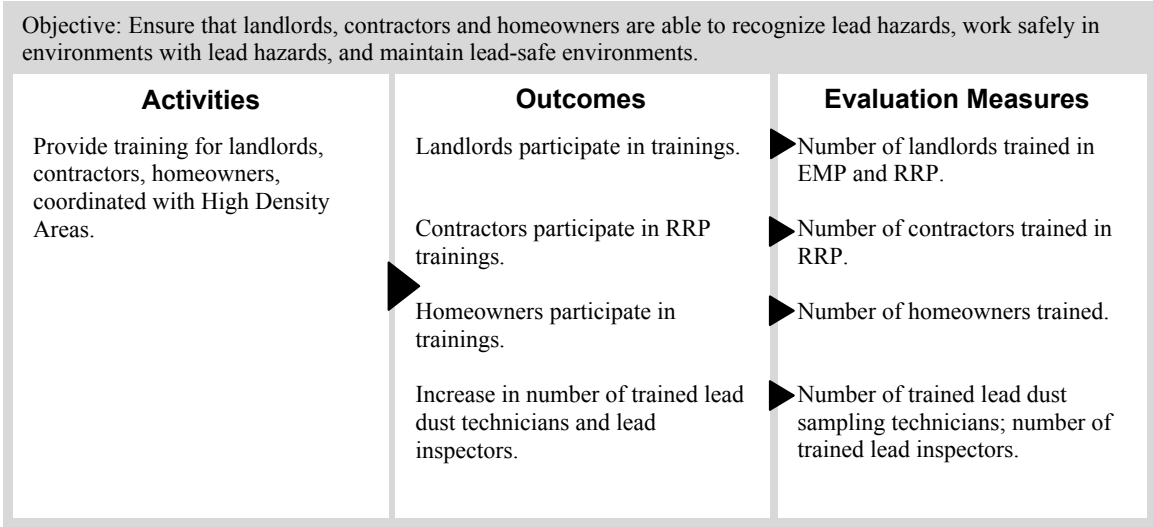 Objective: Ensure that landlords, contractors and homeowners are able to recognize lead hazards, work safely in
environments with lead hazards, and maintain lead-safe environments.
Activities
Provide training for landlords,
contractors, homeowners,
coordinated with High Density
Areas.
Outcomes
Landlords participate in trainings.
Contractors participate in RRP
trainings.
Homeowners participate in
trainings.
Increase in number of trained lead
dust technicians and lead
inspectors.
Evaluation Measures
Number of landlords trained in
EMP and RRP.
Number of contractors trained in
RRP.
Number of homeowners trained.
Number of trained lead dust
sampling technicians; number of
trained lead inspectors.